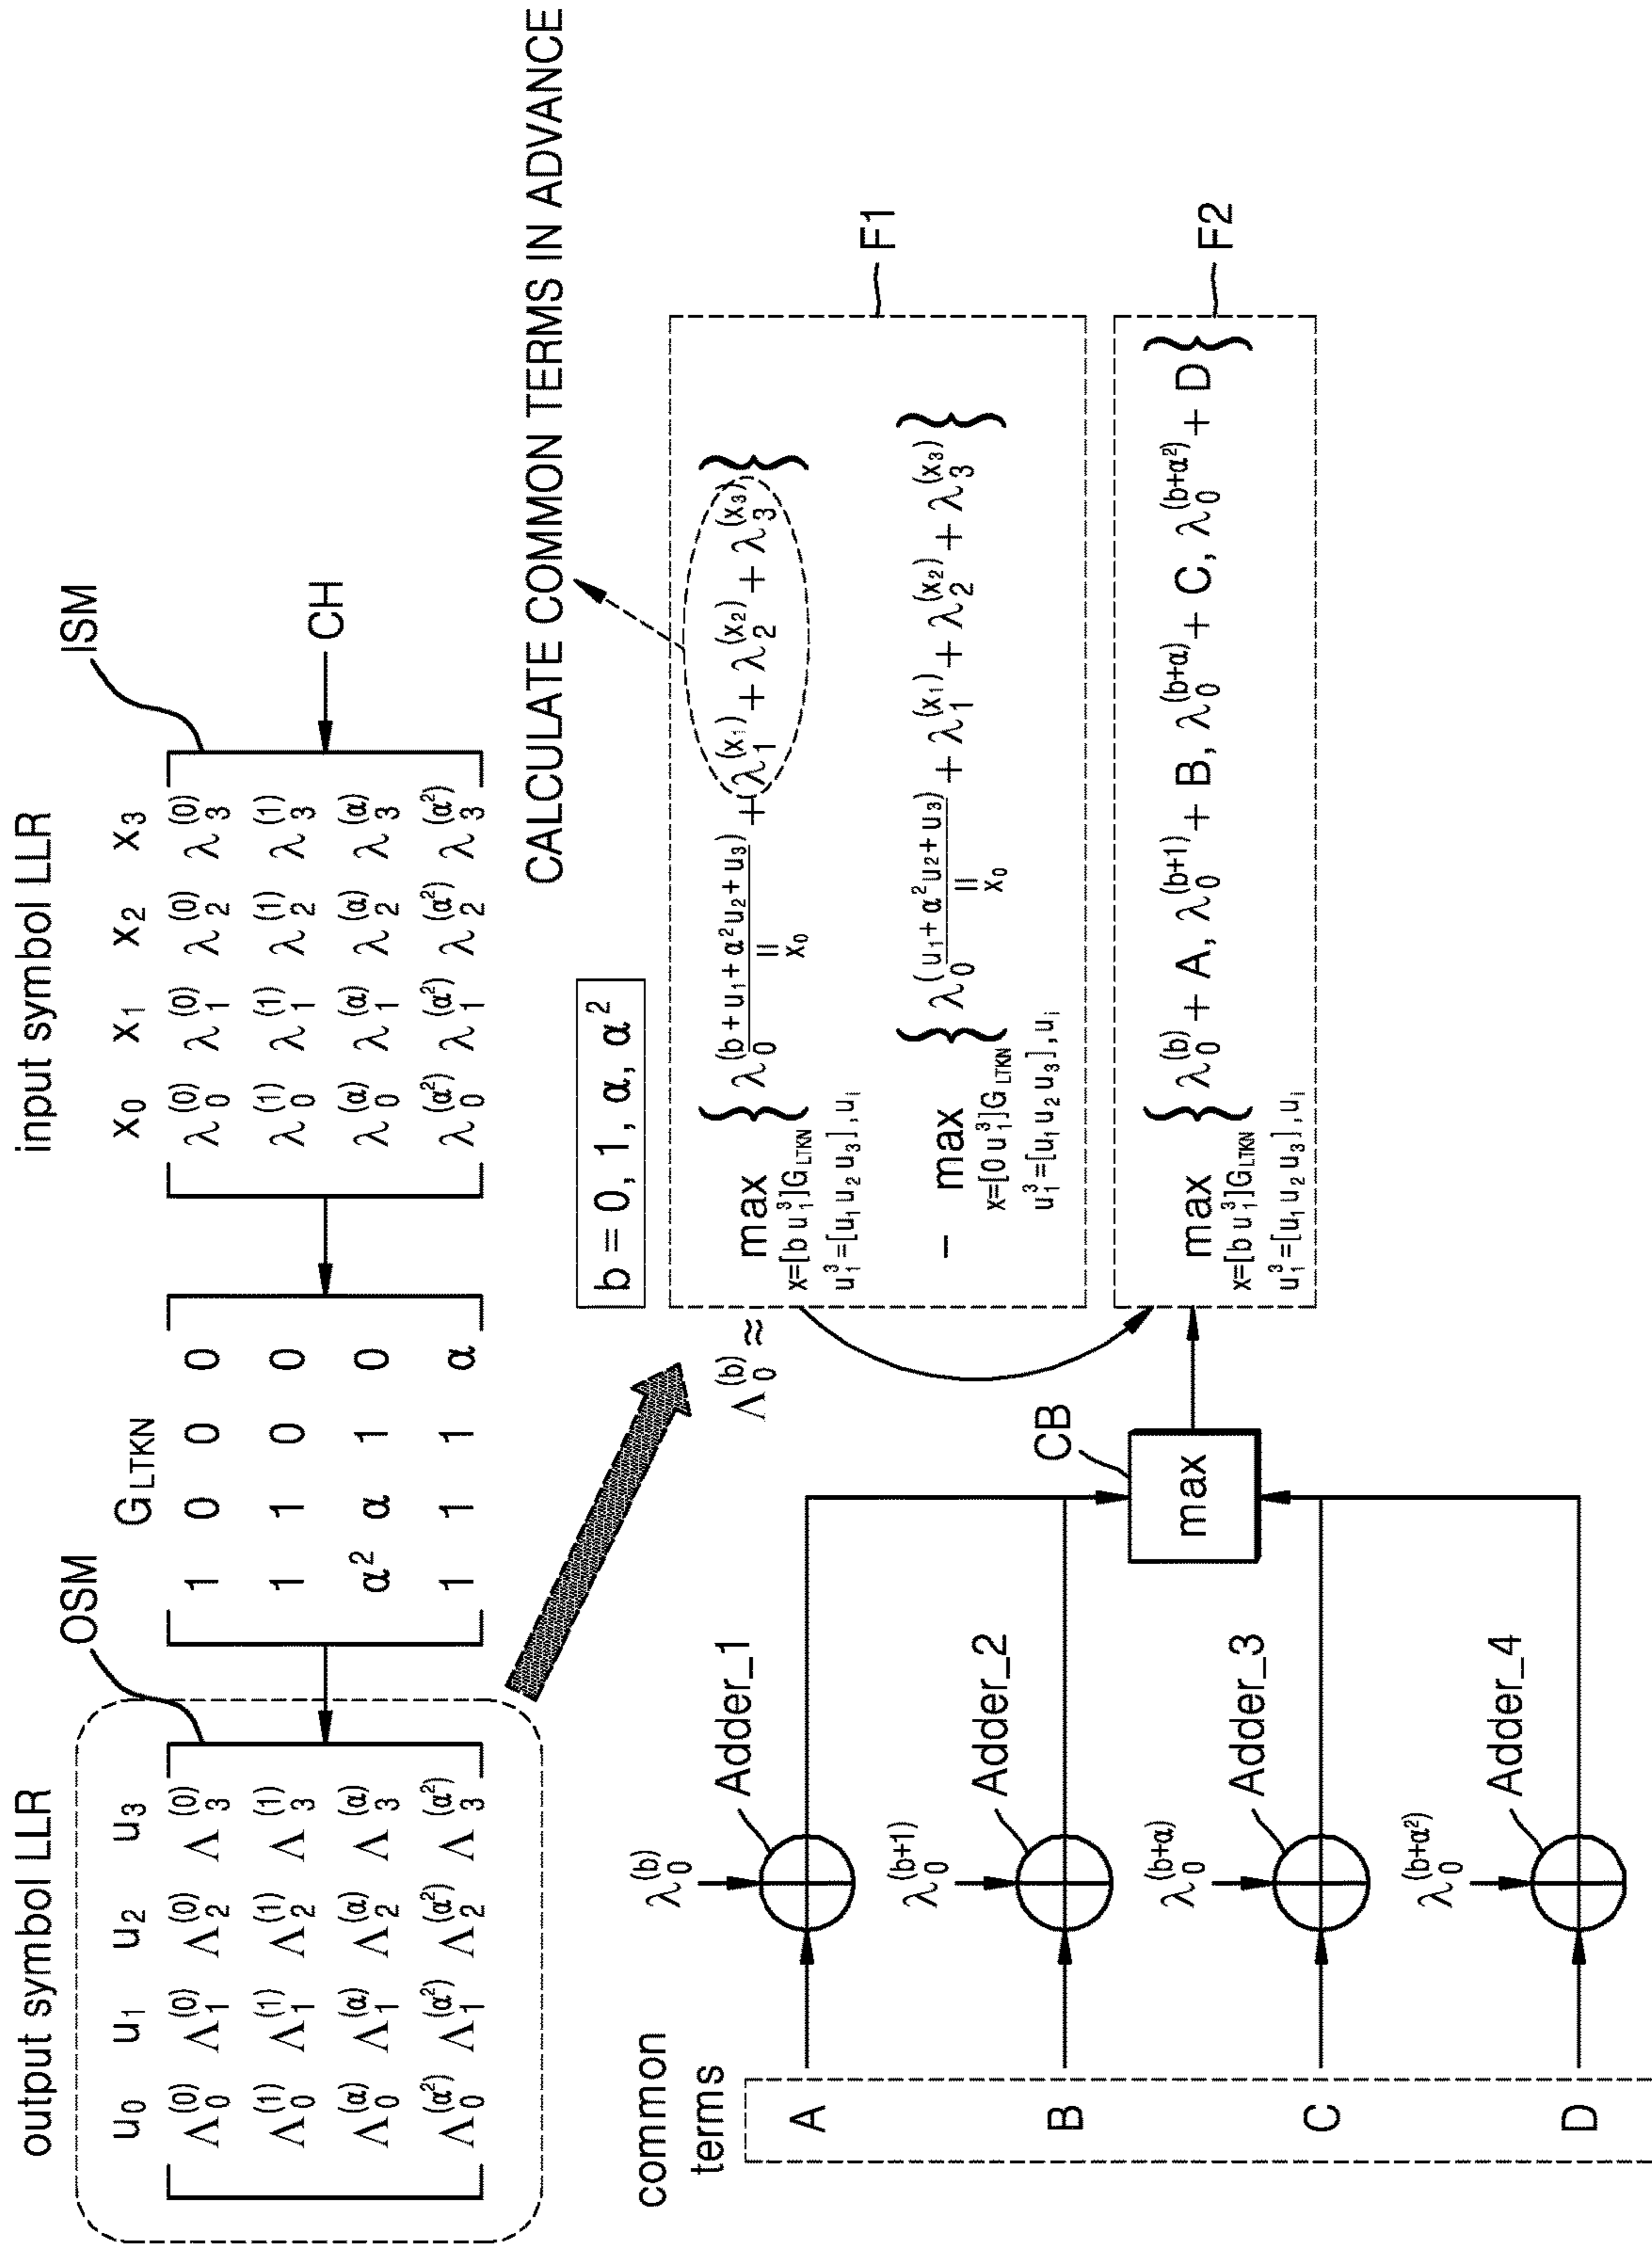 output symbol LLR
u₀ u₁ u₂ u₃
Λ₀⁽⁰⁾ Λ₁⁽⁰⁾ Λ₂⁽⁰⁾ Λ₃⁽⁰⁾
Λ₀⁽¹⁾ Λ₁⁽¹⁾ Λ₂⁽¹⁾ Λ₃⁽¹⁾
Λ₀^(α) Λ₁^(α) Λ₂^(α) Λ₃^(α)
Λ₀^(α²) Λ₁^(α²) Λ₂^(α²) Λ₃^(α²)
OSM
G_LTKN
1 0 0 0
1 1 0 0
α² α 1 0
1 1 1 α
input symbol LLR
x₀ x₁ x₂ x₃
λ₀⁽⁰⁾ λ₁⁽⁰⁾ λ₂⁽⁰⁾ λ₃⁽⁰⁾
λ₀⁽¹⁾ λ₁⁽¹⁾ λ₂⁽¹⁾ λ₃⁽¹⁾
λ₀^(α) λ₁^(α) λ₂^(α) λ₃^(α)
λ₀^(α²) λ₁^(α²) λ₂^(α²) λ₃^(α²)
ISM
CH
CALCULATE COMMON TERMS IN ADVANCE
b = 0, 1, α, α²
Λ₀^(b) ≈
max { λ₀^(b+u₁+α²u₂+u₃) + λ₁^(x₁) + λ₂^(x₂) + λ₃^(x₃) }
x=[b u₁³]G_LTKN
u₁³=[u₁ u₂ u₃], uᵢ
= x₀
− max { λ₀^(u₁+α²u₂+u₃) + λ₁^(x₁) + λ₂^(x₂) + λ₃^(x₃) }
x=[0 u₁³]G_LTKN
u₁³=[u₁ u₂ u₃], uᵢ
= x₀
F1
max { λ₀^(b) + A, λ₀^(b+1) + B, λ₀^(b+α) + C, λ₀^(b+α²) + D }
x=[b u₁³]G_LTKN
u₁³=[u₁ u₂ u₃], uᵢ
F2
common
terms
A
λ₀^(b)
Adder_1
B
λ₀^(b+1)
Adder_2
C
λ₀^(b+α)
Adder_3
D
λ₀^(b+α²)
Adder_4
CB
max